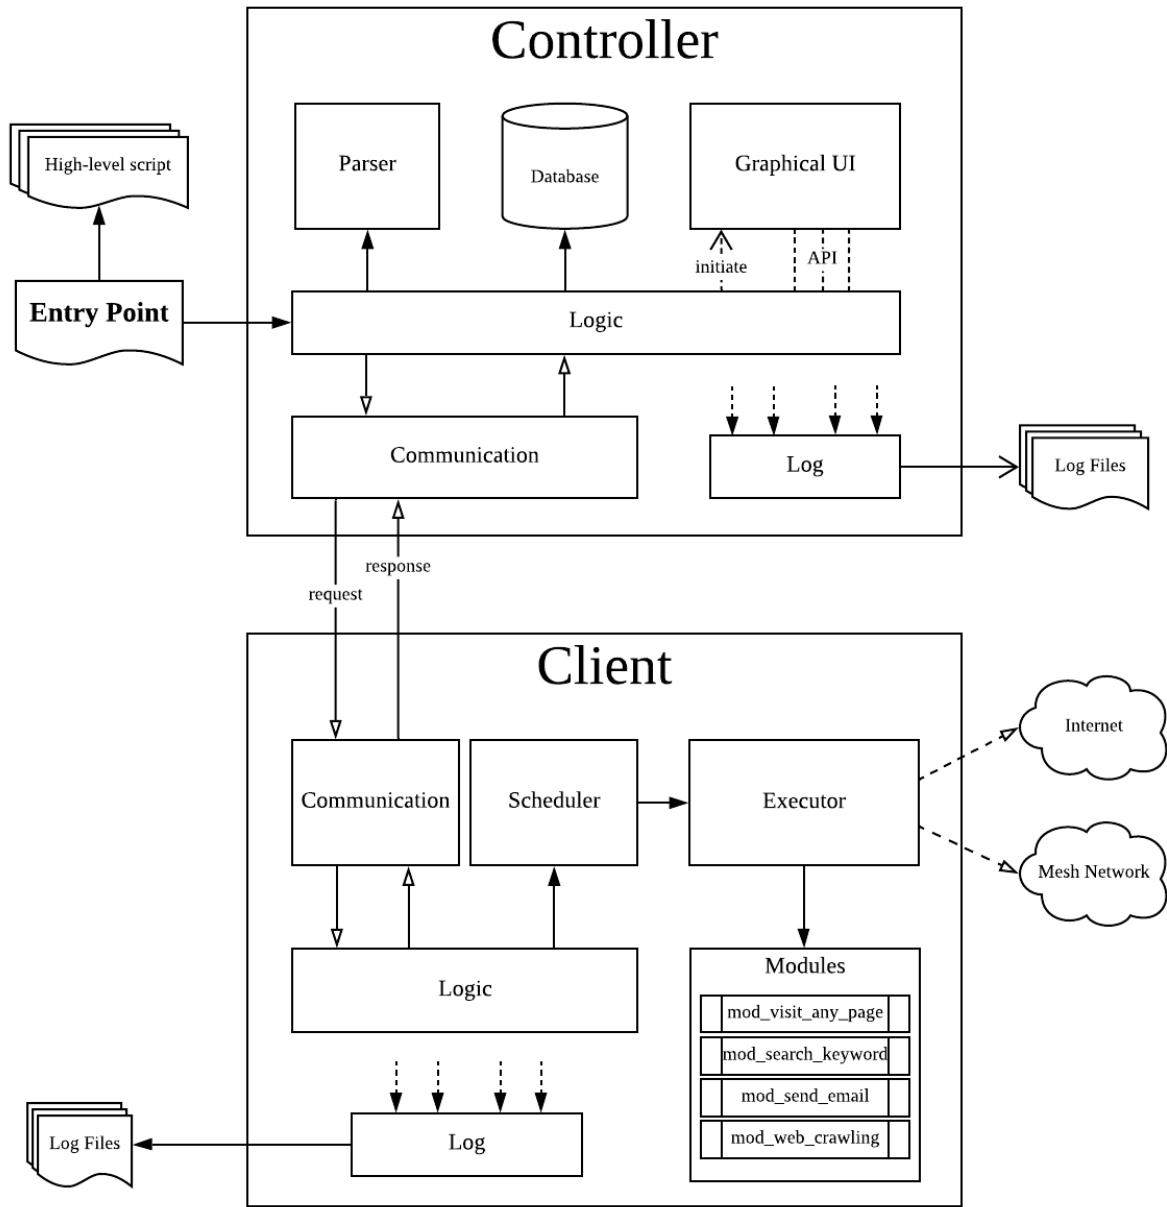 Controller
High-level script
Parser
Database
Graphical UI
initiate
API
Entry Point
Logic
Communication
Log
Log Files
response
request
Client
Internet
Communication
Scheduler
Executor
Mesh Network
Modules
Logic
mod_visit_any_page
mod_search_keyword
mod_send_email
mod_web_crawling
Log Files
Log